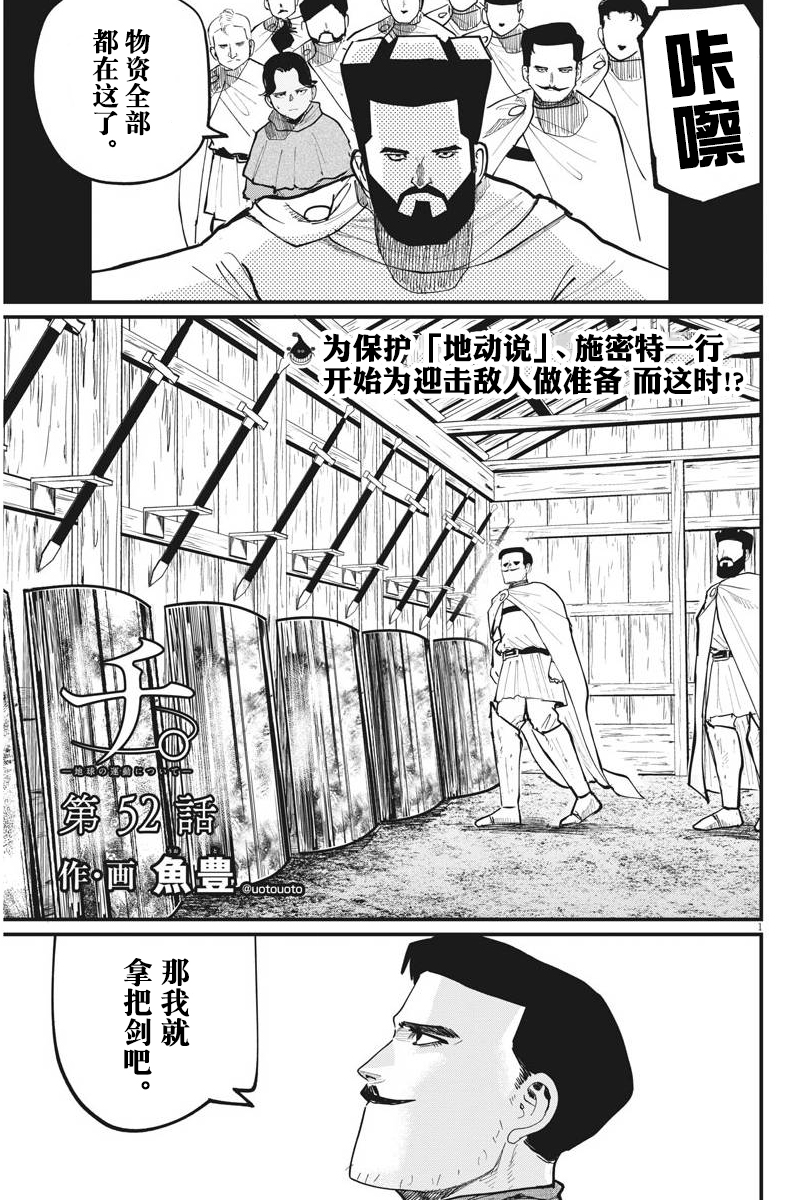 咔嚓
物资全部
都在这了。
为保护「地动说」、施密特一行
开始为迎击敌人做准备 而这时!?
チ。
―地球の運動について―
第52話
作・画 魚豊
@uotouoto
1
那我就
拿把剑吧。